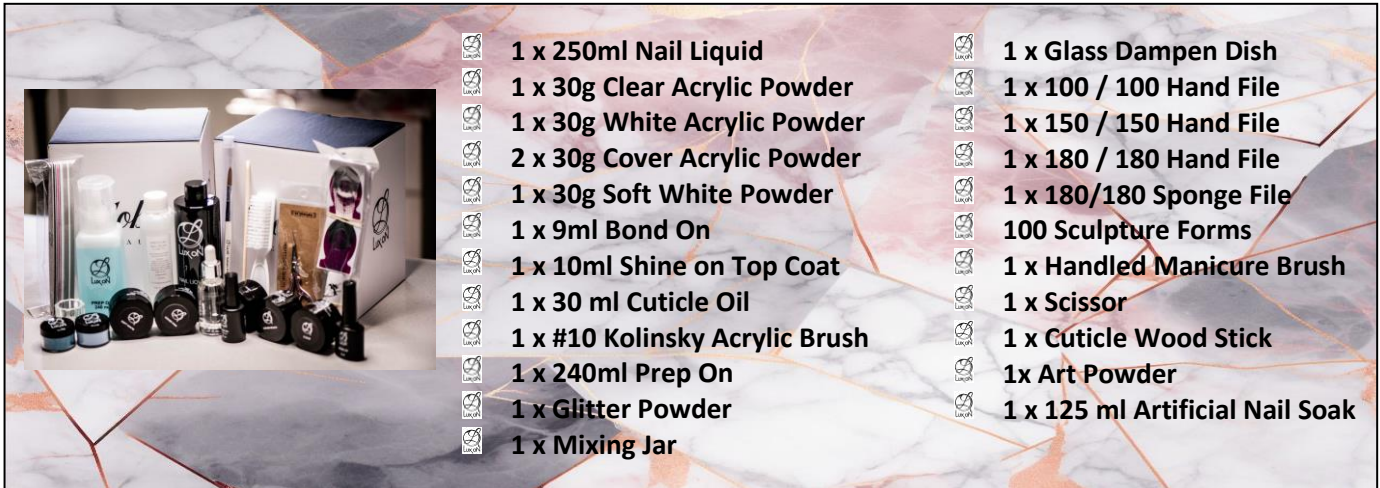 1 x 250ml Nail Liquid
1 x 30g Clear Acrylic Powder
1 x 30g White Acrylic Powder
2 x 30g Cover Acrylic Powder
1 x 30g Soft White Powder
1 x 9ml Bond On
1 x 10ml Shine on Top Coat
1 x 30 ml Cuticle Oil
1 x #10 Kolinsky Acrylic Brush
1 x 240ml Prep On
1 x Glitter Powder
1 x Mixing Jar
1 x Glass Dampen Dish
1 x 100 / 100 Hand File
1 x 150 / 150 Hand File
1 x 180 / 180 Hand File
1 x 180/180 Sponge File
100 Sculpture Forms
1 x Handled Manicure Brush
1 x Scissor
1 x Cuticle Wood Stick
1x Art Powder
1 x 125 ml Artificial Nail Soak
LuxoN
LuxoN
LuxoN